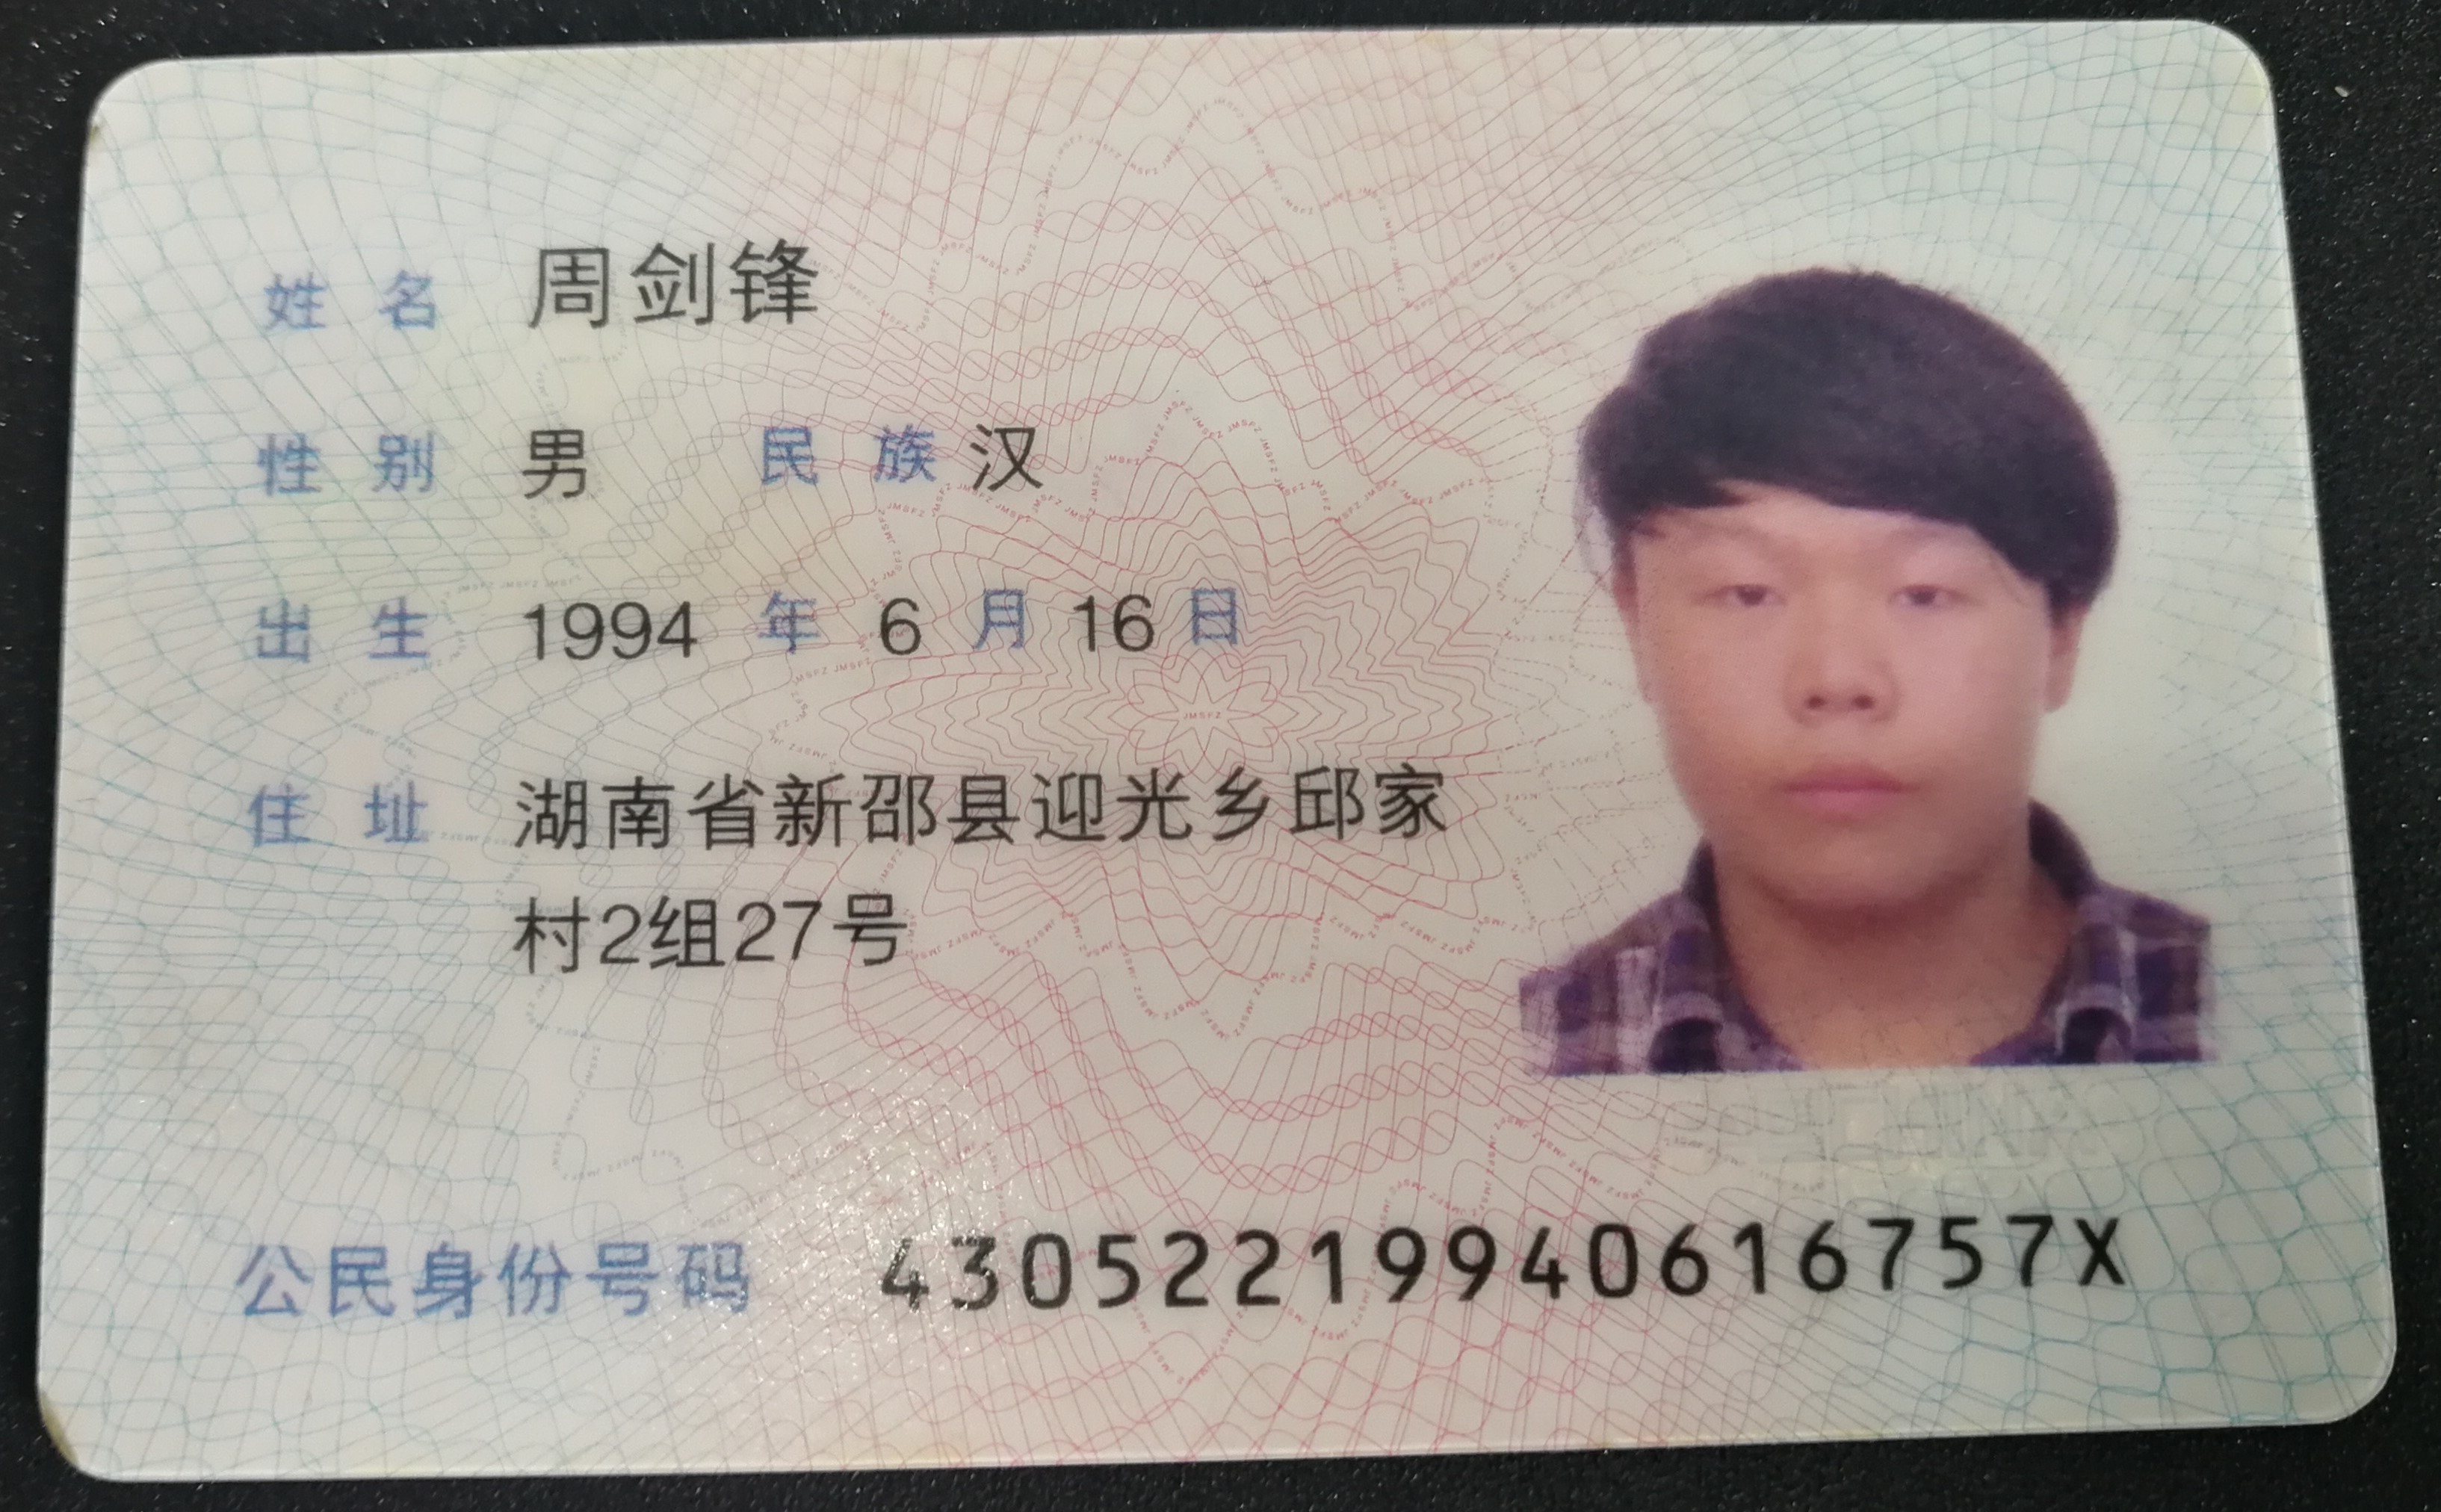 姓名 周剑锋
性别 男 民族 汉
出生 1994 年 6 月 16 日
住址 湖南省新邵县迎光乡邱家
村2组27号
公民身份号码 43052219940616757X